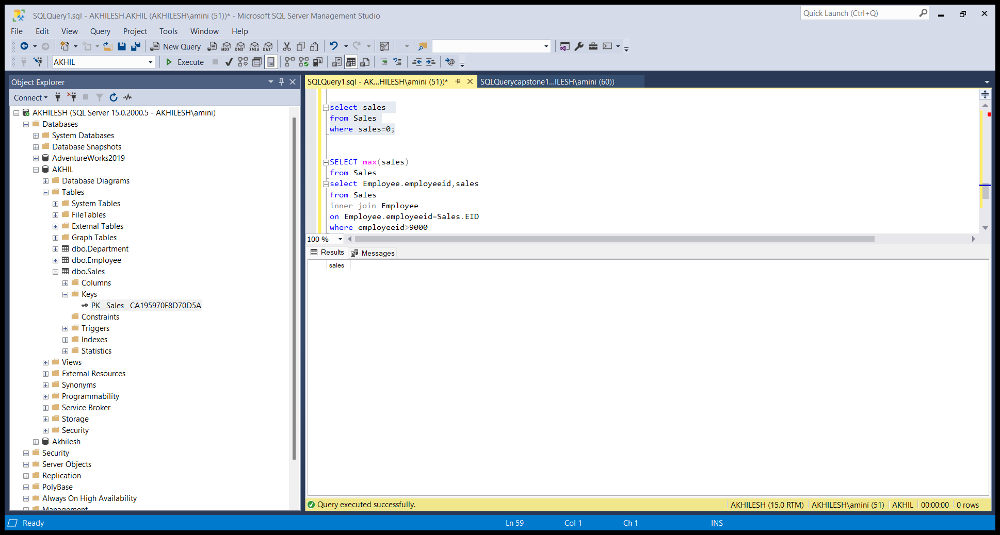 SQLQuery1.sql - AKHILESH.AKHIL (AKHILESH\amini (51))* - Microsoft SQL Server Management Studio
Quick Launch (Ctrl+Q)
File Edit View Query Project Tools Window Help
New Query MDX DMX XMLA DAX
AKHIL Execute
Object Explorer
Connect
AKHILESH (SQL Server 15.0.2000.5 - AKHILESH\amini)
Databases
System Databases
Database Snapshots
AdventureWorks2019
AKHIL
Database Diagrams
Tables
System Tables
FileTables
External Tables
Graph Tables
dbo.Department
dbo.Employee
dbo.Sales
Columns
Keys
PK__Sales__CA195970F8D70D5A
Constraints
Triggers
Indexes
Statistics
Views
External Resources
Synonyms
Programmability
Service Broker
Storage
Security
Akhilesh
Security
Server Objects
Replication
PolyBase
Always On High Availability
Management
SQLQuery1.sql - AK...HILESH\amini (51))* SQLQuerycapstone1...ILESH\amini (60))
select sales
from Sales
where sales=0;
SELECT max(sales)
from Sales
select Employee.employeeid,sales
from Sales
inner join Employee
on Employee.employeeid=Sales.EID
where employeeid>9000
100 %
Results Messages
sales
Query executed successfully. AKHILESH (15.0 RTM) AKHILESH\amini (51) AKHIL 00:00:00 0 rows
Ready Ln 59 Col 1 Ch 1 INS